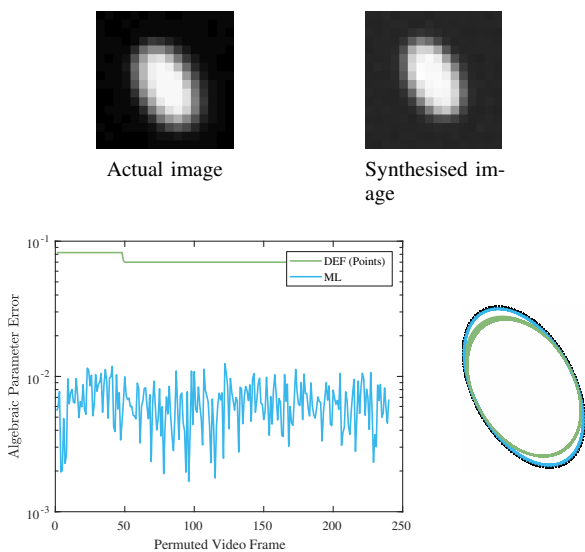 Actual image
Synthesised im-
age
10^-1
10^-2
10^-3
Algebraic Parameter Error
DEF (Points)
ML
0 50 100 150 200 250
Permuted Video Frame